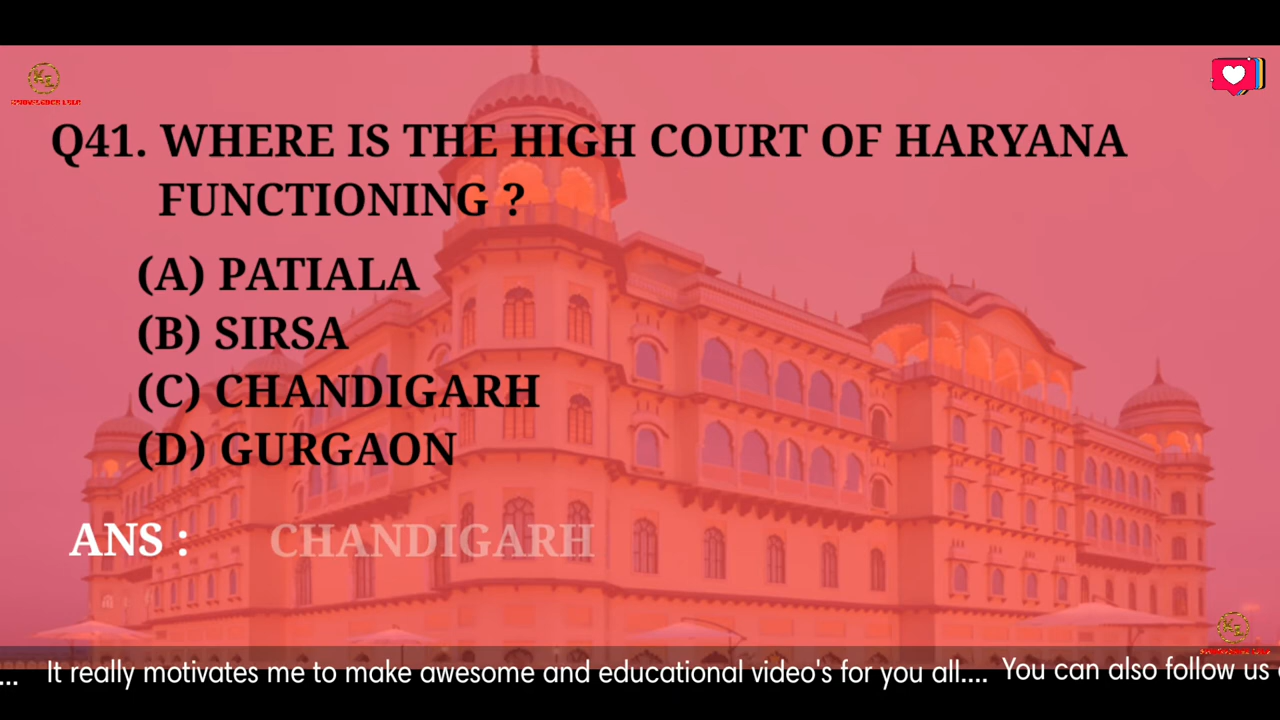 Q41. WHERE IS THE HIGH COURT OF HARYANA
FUNCTIONING ?
(A) PATIALA
(B) SIRSA
(C) CHANDIGARH
(D) GURGAON
ANS : CHANDIGARH
... It really motivates me to make awesome and educational video's for you all.... You can also follow us